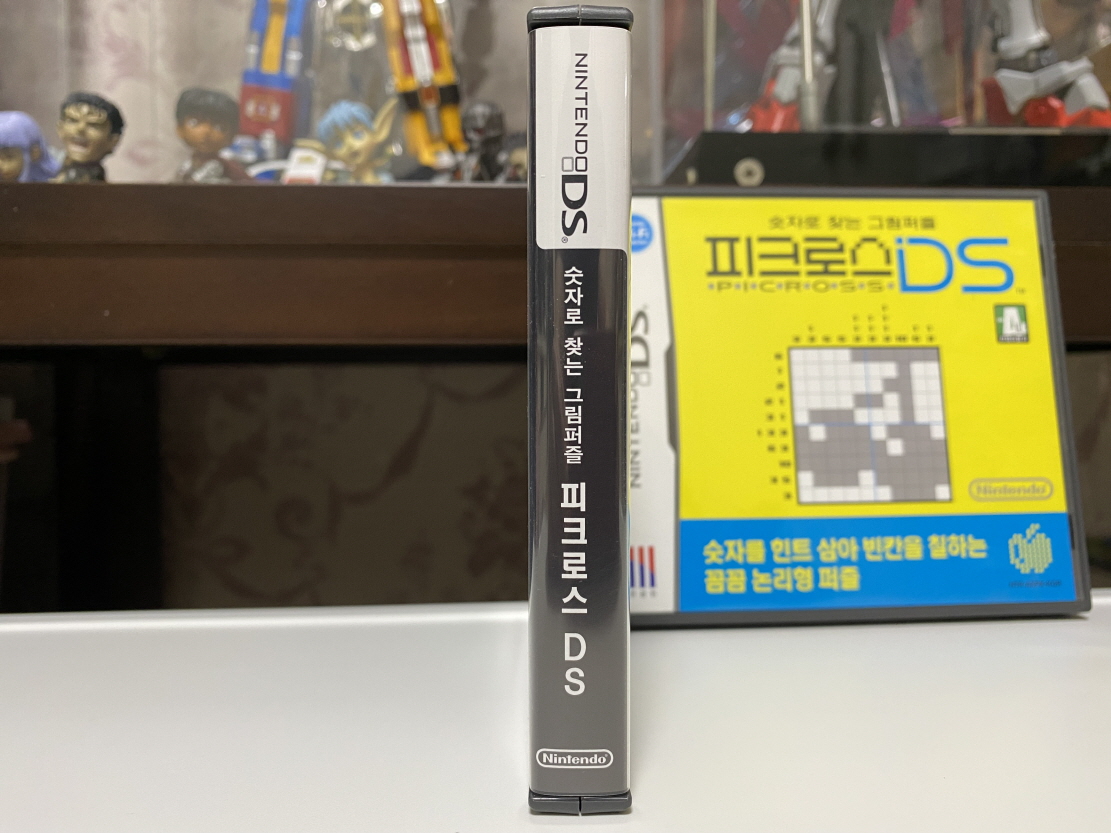 NINTENDO DS
숫자로 찾는 그림퍼즐 피크로스 DS
Nintendo
숫자로 찾는 그림퍼즐
피크로스 DS
PICROSS
NINTENDO DS
Nintendo
숫자를 힌트 삼아 빈칸을 칠하는
꼼꼼 논리형 퍼즐